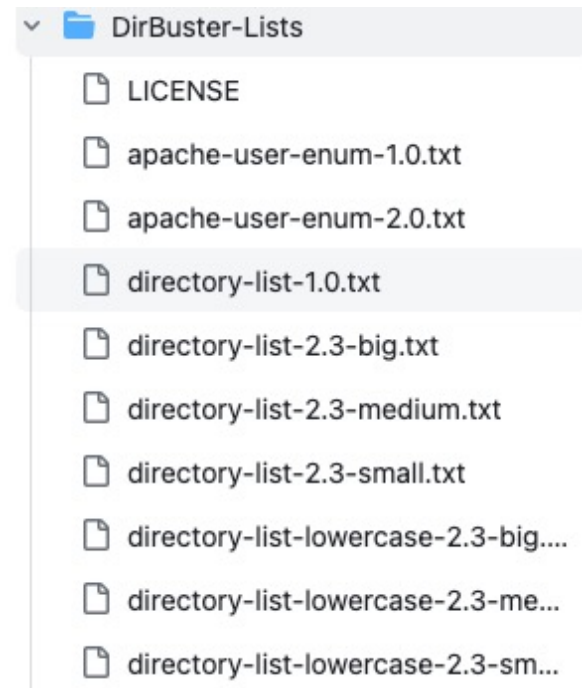 DirBuster-Lists
LICENSE
apache-user-enum-1.0.txt
apache-user-enum-2.0.txt
directory-list-1.0.txt
directory-list-2.3-big.txt
directory-list-2.3-medium.txt
directory-list-2.3-small.txt
directory-list-lowercase-2.3-big....
directory-list-lowercase-2.3-me...
directory-list-lowercase-2.3-sm...